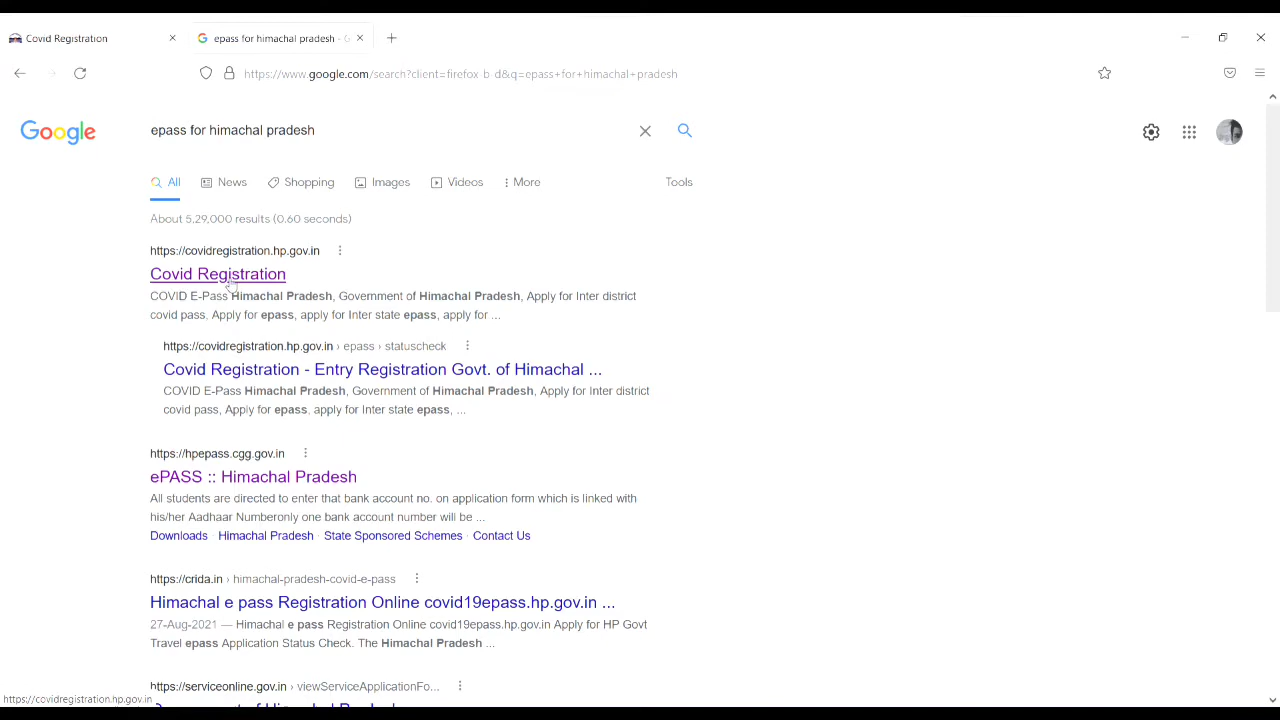 Covid Registration
epass for himachal pradesh - G
https://www.google.com/search?client=firefox-b-d&q=epass+for+himachal+pradesh
Google
epass for himachal pradesh
All News Shopping Images Videos More Tools
About 5,29,000 results (0.60 seconds)
https://covidregistration.hp.gov.in
Covid Registration
COVID E-Pass Himachal Pradesh, Government of Himachal Pradesh, Apply for Inter district
covid pass, Apply for epass, apply for Inter state epass, apply for ...
https://covidregistration.hp.gov.in › epass › statuscheck
Covid Registration - Entry Registration Govt. of Himachal ...
COVID E-Pass Himachal Pradesh, Government of Himachal Pradesh, Apply for Inter district
covid pass, Apply for epass, apply for Inter state epass, ...
https://hpepass.cgg.gov.in
ePASS :: Himachal Pradesh
All students are directed to enter that bank account no. on application form which is linked with
his/her Aadhaar Numberonly one bank account number will be ...
Downloads · Himachal Pradesh · State Sponsored Schemes · Contact Us
https://crida.in › himachal-pradesh-covid-e-pass
Himachal e pass Registration Online covid19epass.hp.gov.in ...
27-Aug-2021 — Himachal e pass Registration Online covid19epass.hp.gov.in Apply for HP Govt
Travel epass Application Status Check. The Himachal Pradesh ...
https://serviceonline.gov.in › viewServiceApplicationFo...
https://covidregistration.hp.gov.in